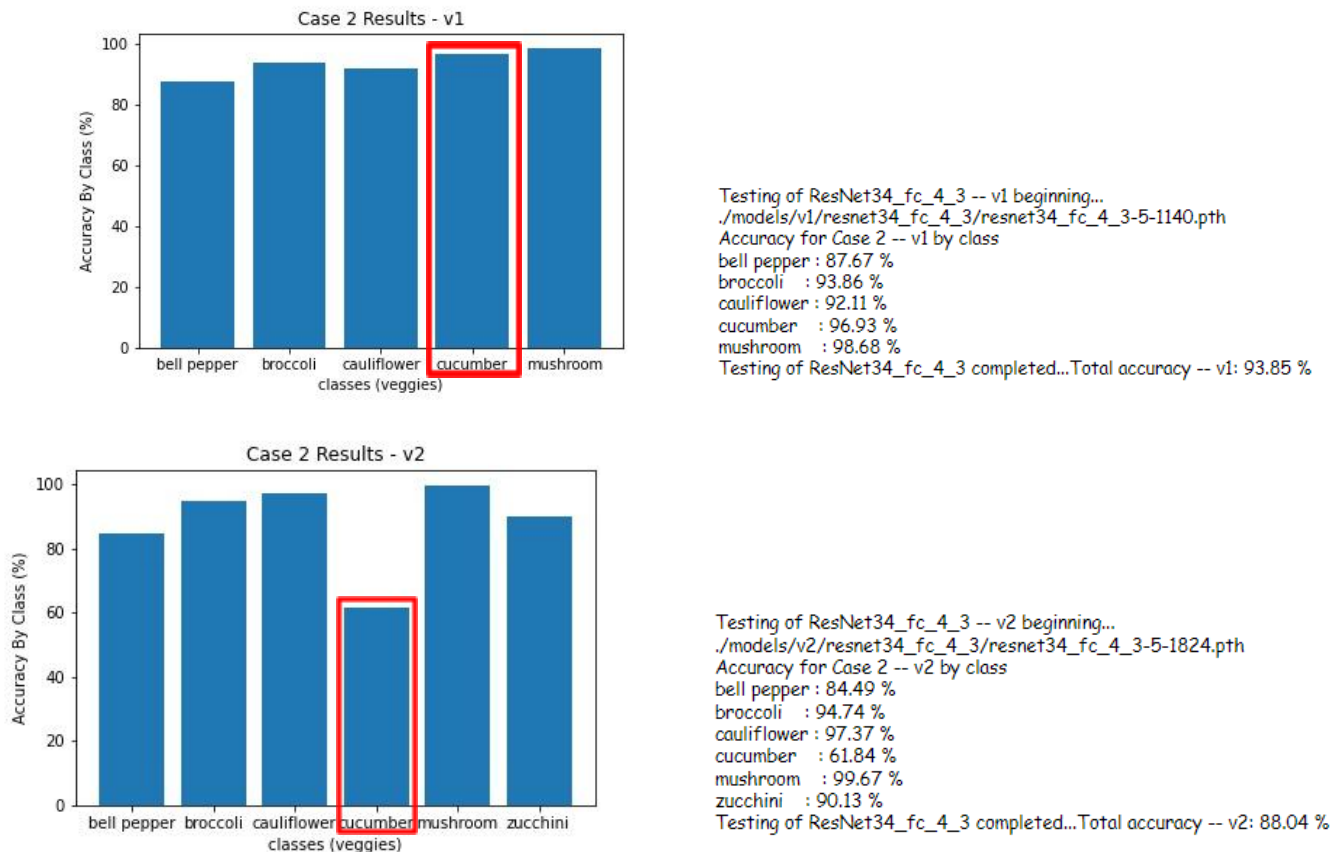 Case 2 Results - v1
100
80
60
40
20
0
Accuracy By Class (%)
bell pepper broccoli cauliflower cucumber mushroom
classes (veggies)
Testing of ResNet34_fc_4_3 -- v1 beginning...
./models/v1/resnet34_fc_4_3/resnet34_fc_4_3-5-1140.pth
Accuracy for Case 2 -- v1 by class
bell pepper : 87.67 %
broccoli : 93.86 %
cauliflower : 92.11 %
cucumber : 96.93 %
mushroom : 98.68 %
Testing of ResNet34_fc_4_3 completed...Total accuracy -- v1: 93.85 %
Case 2 Results - v2
100
80
60
40
20
0
Accuracy By Class (%)
bell pepper broccoli cauliflower cucumber mushroom zucchini
classes (veggies)
Testing of ResNet34_fc_4_3 -- v2 beginning...
./models/v2/resnet34_fc_4_3/resnet34_fc_4_3-5-1824.pth
Accuracy for Case 2 -- v2 by class
bell pepper : 84.49 %
broccoli : 94.74 %
cauliflower : 97.37 %
cucumber : 61.84 %
mushroom : 99.67 %
zucchini : 90.13 %
Testing of ResNet34_fc_4_3 completed...Total accuracy -- v2: 88.04 %